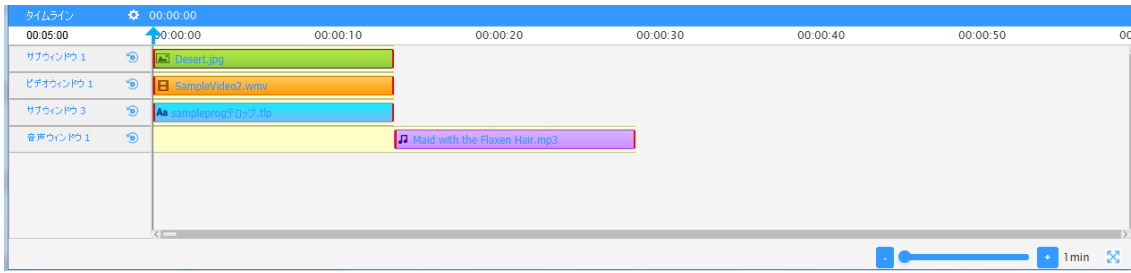 タイムライン 00:00:00
00:05:00 00:00:00 00:00:10 00:00:20 00:00:30 00:00:40 00:00:50 00
サブウィンドウ 1 Desert.jpg
ビデオウィンドウ 1 SampleVideo2.wmv
サブウィンドウ 3 Aa sampleprogテロップ.tlp
音声ウィンドウ 1 Maid with the Flaxen Hair.mp3
- + 1min